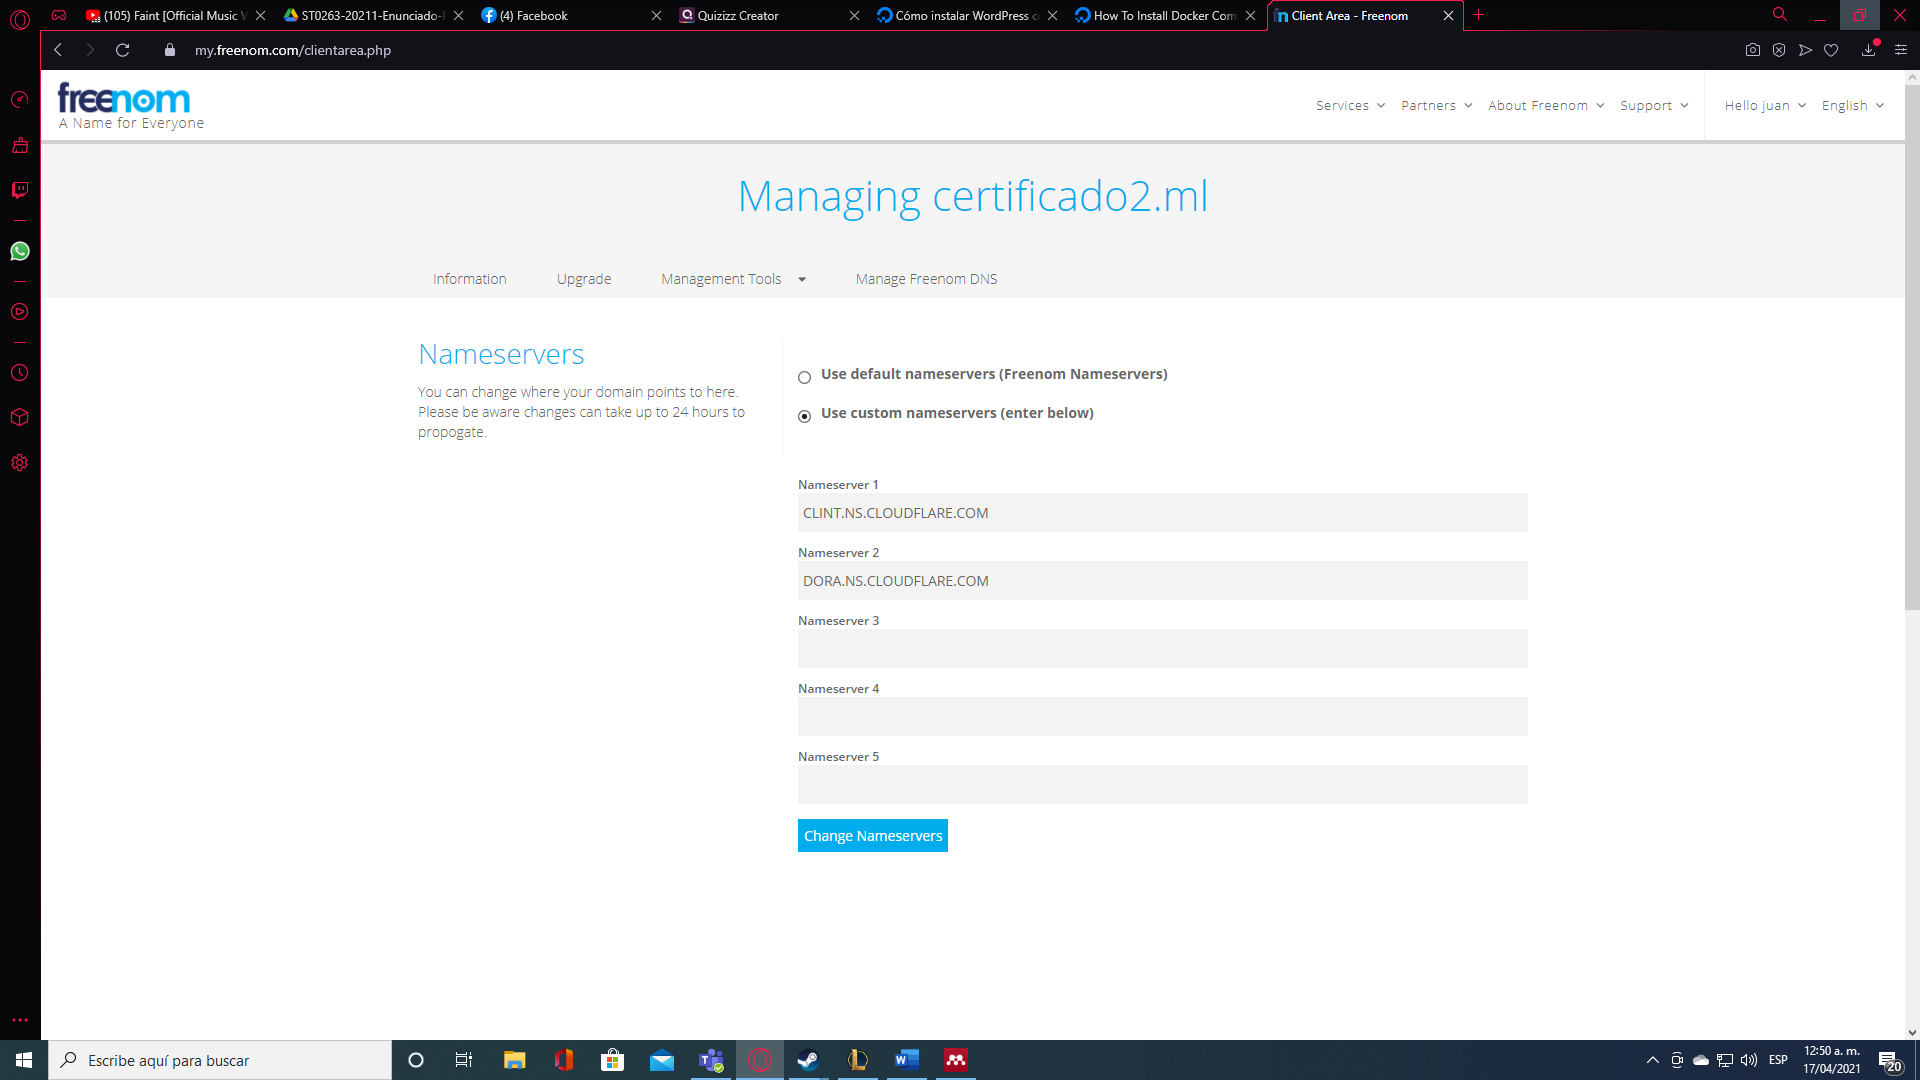 (105) Faint [Official Music V
ST0263-20211-Enunciado-
(4) Facebook
Quizizz Creator
Cómo instalar WordPress c
How To Install Docker Com
Client Area - Freenom
my.freenom.com/clientarea.php
freenom
A Name for Everyone
Services
Partners
About Freenom
Support
Hello juan
English
Managing certificado2.ml
Information
Upgrade
Management Tools
Manage Freenom DNS
Nameservers
You can change where your domain points to here.
Please be aware changes can take up to 24 hours to
propogate.
Use default nameservers (Freenom Nameservers)
Use custom nameservers (enter below)
Nameserver 1
CLINT.NS.CLOUDFLARE.COM
Nameserver 2
DORA.NS.CLOUDFLARE.COM
Nameserver 3
Nameserver 4
Nameserver 5
Change Nameservers
Escribe aquí para buscar
ESP
12:50 a. m.
17/04/2021
20